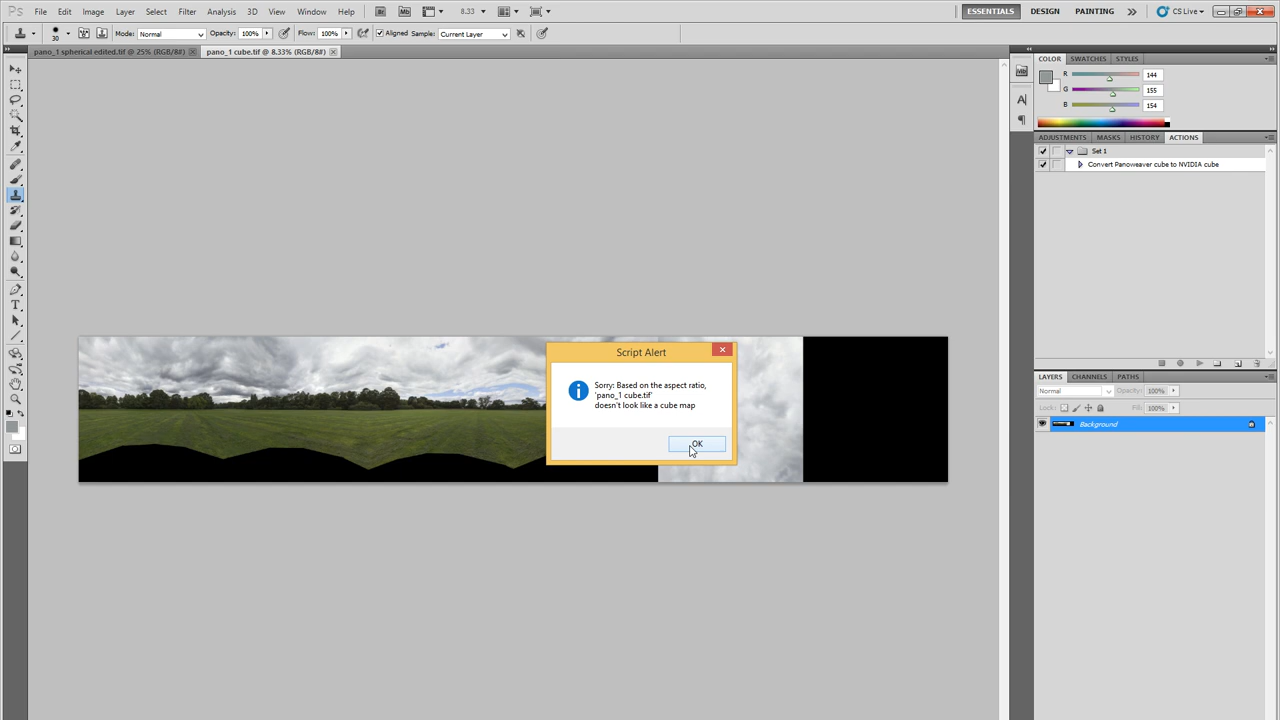 Ps File Edit Image Layer Select Filter Analysis 3D View Window Help Br Mb 8.33 ESSENTIALS DESIGN PAINTING CS Live
30 Mode: Normal Opacity: 100% Flow: 100% Aligned Sample: Current Layer
pano_1 spherical edited.tif @ 25% (RGB/8#) pano_1 cube.tif @ 8.33% (RGB/8#)
COLOR SWATCHES STYLES
R 144
G 155
B 154
ADJUSTMENTS MASKS HISTORY ACTIONS
Set 1
Convert Panoweaver cube to NVIDIA cube
Script Alert
Sorry: Based on the aspect ratio,
'pano_1 cube.tif'
doesn't look like a cube map
OK
LAYERS CHANNELS PATHS
Normal Opacity: 100%
Lock: Fill: 100%
Background